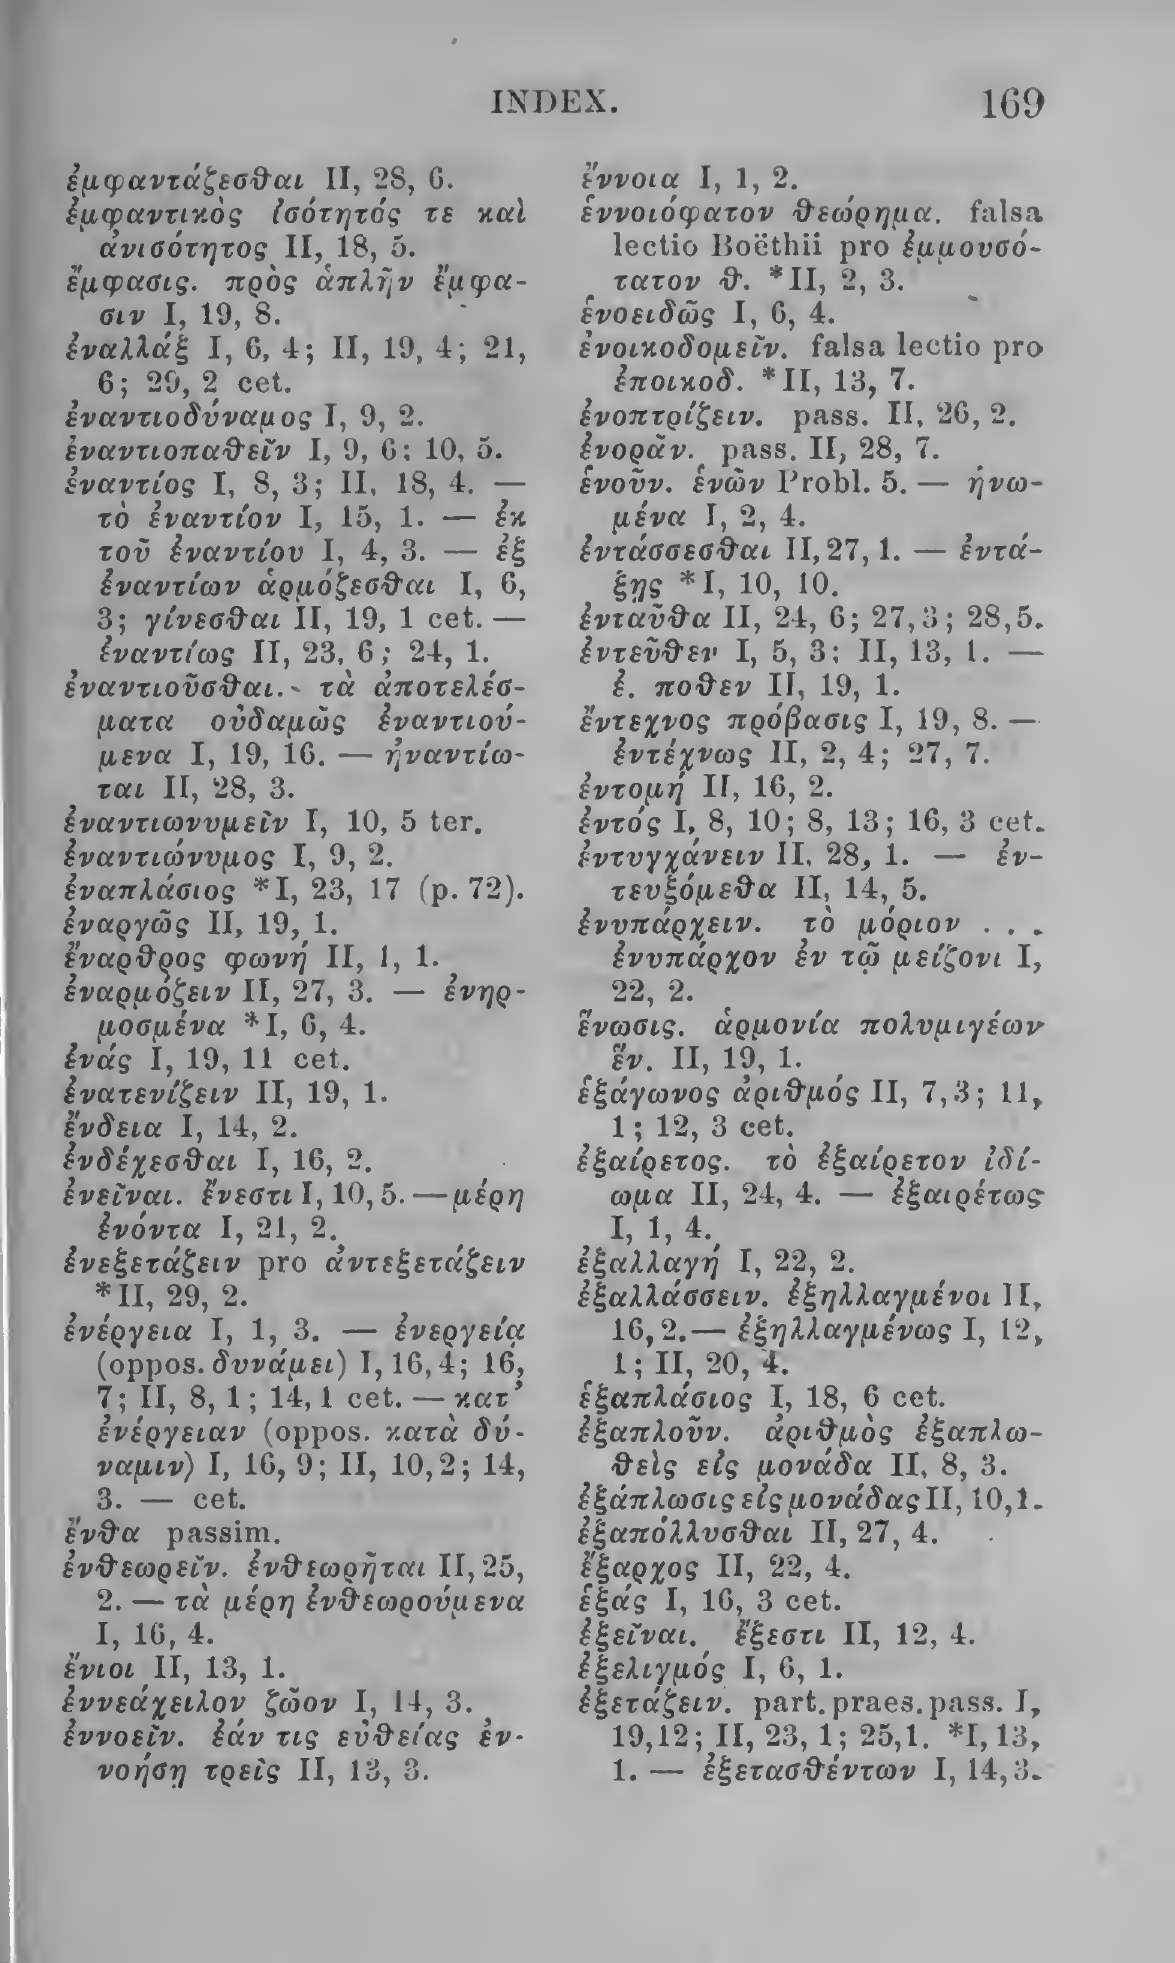 INDEX. 169
ἐμφαντάζεσθαι II, 28, 6.
ἐμφαντικὸς ἰσότητός τε καὶ
ἀνισότητος II, 18, 5.
ἔμφασις. πρὸς ἁπλῆν ἔμφα-
σιν I, 19, 8.
ἐναλλάξ I, 6, 4; II, 19, 4; 21,
6; 29, 2 cet.
ἐναντιοδύναμος I, 9, 2.
ἐναντιοπαθεῖν I, 9, 6; 10, 5.
ἐναντίος I, 8, 3; II, 18, 4. —
τὸ ἐναντίον I, 15, 1. — ἐκ
τοῦ ἐναντίου I, 4, 3. — ἐξ
ἐναντίων ἁρμόζεσθαι I, 6,
3; γίνεσθαι II, 19, 1 cet. —
ἐναντίως II, 23, 6; 24, 1.
ἐναντιοῦσθαι. τὰ ἀποτελέσ-
ματα οὐδαμῶς ἐναντιού-
μενα I, 19, 16. — ἠναντίω-
ται II, 28, 3.
ἐναντιωνυμεῖν I, 10, 5 ter.
ἐναντιώνυμος I, 9, 2.
ἐναπλάσιος *I, 23, 17 (p. 72).
ἐναργῶς II, 19, 1.
ἔναρθρος φωνή II, 1, 1.
ἐναρμόζειν II, 27, 3. — ἐνηρ-
μοσμένα *I, 6, 4.
ἐνάς I, 19, 11 cet.
ἐνατενίζειν II, 19, 1.
ἔνδεια I, 14, 2.
ἐνδέχεσθαι I, 16, 2.
ἐνεῖναι. ἔνεστι I, 10, 5. — μέρη
ἐνόντα I, 21, 2.
ἐνεξετάζειν pro ἀντεξετάζειν
*II, 29, 2.
ἐνέργεια I, 1, 3. — ἐνεργείᾳ
(oppos. δυνάμει) I, 16, 4; 16,
7; II, 8, 1; 14, 1 cet. — κατ’
ἐνέργειαν (oppos. κατὰ δύ-
ναμιν) I, 16, 9; II, 10, 2; 14,
3. — cet.
ἔνθα passim.
ἐνθεωρεῖν. ἐνθεωρῆται II, 25,
2. — τὰ μέρη ἐνθεωρούμενα
I, 16, 4.
ἔνιοι II, 13, 1.
ἐννεάχειλον ζῶον I, 14, 3.
ἐννοεῖν. ἐάν τις εὐθείας ἐν-
νοήσῃ τρεῖς II, 13, 3.
ἔννοια I, 1, 2.
ἐννοιόφατον θεώρημα. falsa
lectio Boëthii pro ἐμμουσό-
τατον θ. *II, 2, 3.
ἑνοειδῶς I, 6, 4.
ἐνοικοδομεῖν. falsa lectio pro
ἐποικοδ. *II, 13, 7.
ἐνοπτρίζειν. pass. II, 26, 2.
ἐνορᾶν. pass. II, 28, 7.
ἑνοῦν. ἑνῶν Probl. 5. — ἡνω-
μένα I, 2, 4.
ἐντάσσεσθαι II, 27, 1. — ἐντά-
ξῃς *I, 10, 10.
ἐνταῦθα II, 24, 6; 27, 3; 28, 5.
ἐντεῦθεν I, 5, 3; II, 13, 1. —
ἐ. ποθεν II, 19, 1.
ἔντεχνος πρόβασις I, 19, 8. —
ἐντέχνως II, 2, 4; 27, 7.
ἐντομή II, 16, 2.
ἐντός I, 8, 10; 8, 13; 16, 3 cet.
ἐντυγχάνειν II, 28, 1. — ἐν-
τευξόμεθα II, 14, 5.
ἐνυπάρχειν. τὸ μόριον . . .
ἐνυπάρχον ἐν τῷ μείζονι I,
22, 2.
ἕνωσις. ἁρμονία πολυμιγέων
ἕν. II, 19, 1.
ἑξάγωνος ἀριθμός II, 7, 3; 11,
1; 12, 3 cet.
ἐξαίρετος. τὸ ἐξαίρετον ἰδί-
ωμα II, 24, 4. — ἐξαιρέτως
I, 1, 4.
ἐξαλλαγή I, 22, 2.
ἐξαλλάσσειν. ἐξηλλαγμένοι II,
16, 2. — ἐξηλλαγμένως I, 12,
1; II, 20, 4.
ἑξαπλάσιος I, 18, 6 cet.
ἐξαπλοῦν. ἀριθμὸς ἐξαπλω-
θεὶς εἰς μονάδα II, 8, 3.
ἐξάπλωσις εἰς μονάδας II, 10, 1.
ἐξαπόλλυσθαι II, 27, 4.
ἔξαρχος II, 22, 4.
ἑξάς I, 16, 3 cet.
ἐξεῖναι. ἔξεστι II, 12, 4.
ἐξελιγμός I, 6, 1.
ἐξετάζειν. part. praes. pass. I,
19, 12; II, 23, 1; 25, 1. *I, 13,
1. — ἐξετασθέντων I, 14, 3.